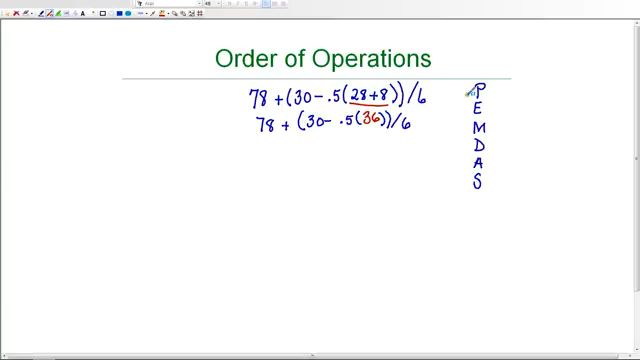 Order of Operations
78 + (30 - .5(28+8))/6
78 + (30 - .5(36))/6
P
E
M
D
A
S